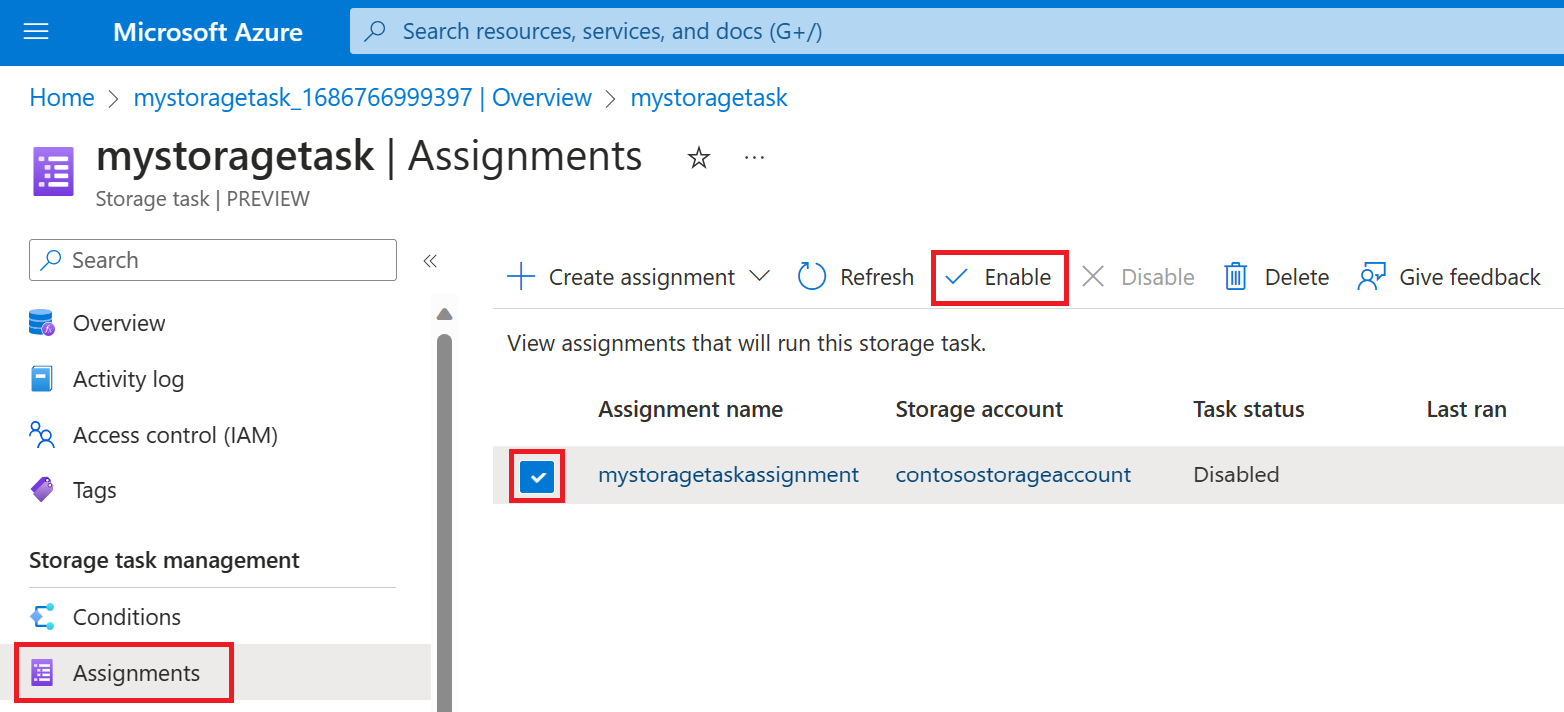 Microsoft Azure
Search resources, services, and docs (G+/)
Home > mystoragetask_1686766999397 | Overview > mystoragetask
mystoragetask | Assignments ...
Storage task | PREVIEW
Search «
Create assignment Refresh Enable Disable Delete Give feedback
Overview
Activity log
Access control (IAM)
Tags
Storage task management
Conditions
Assignments
View assignments that will run this storage task.
Assignment name Storage account Task status Last ran
mystoragetaskassignment contosostorageaccount Disabled